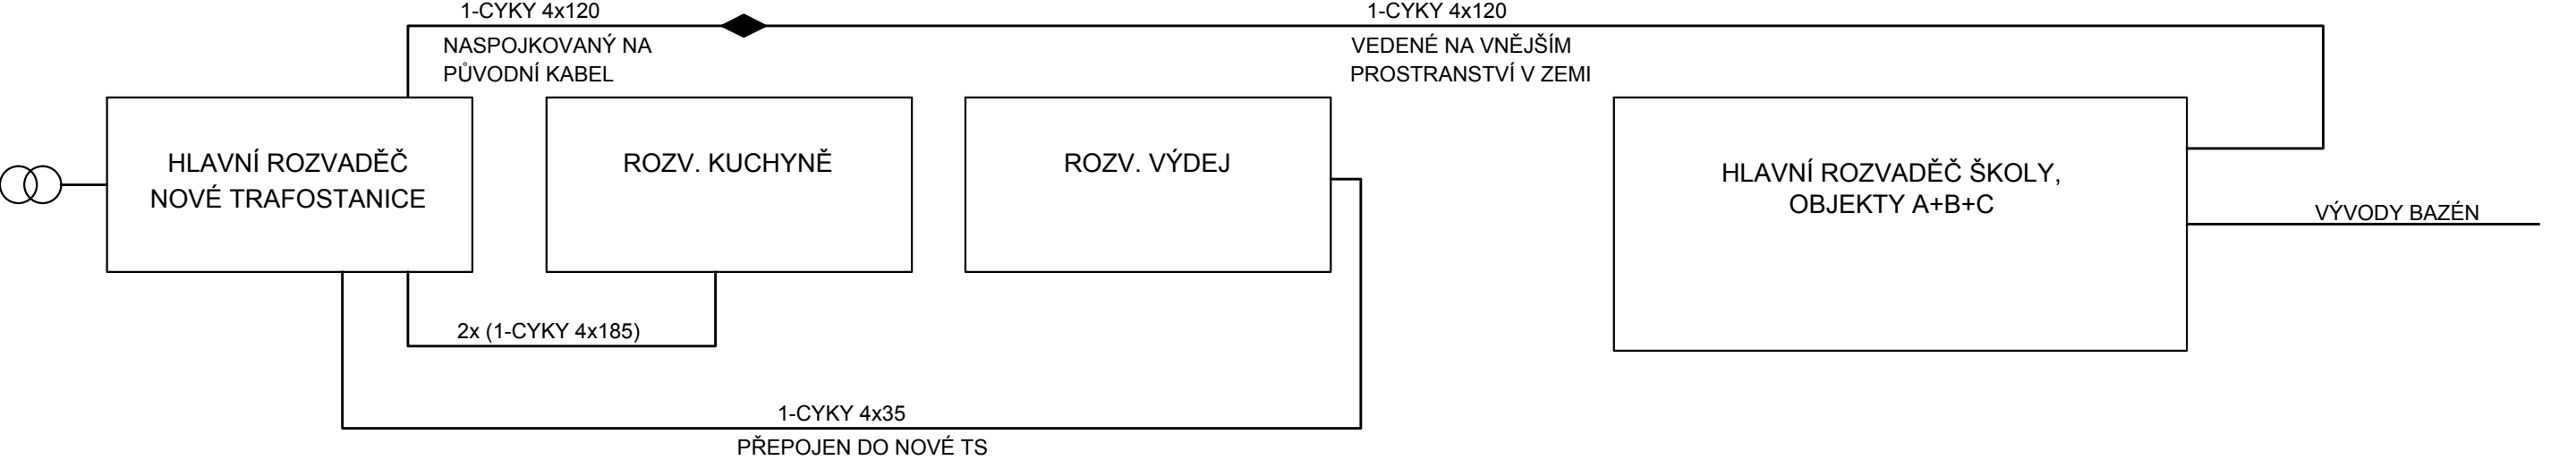 1-CYKY 4x120
NASPOJKOVANÝ NA
PŮVODNÍ KABEL
1-CYKY 4x120
VEDENÉ NA VNĚJŠÍM
PROSTRANSTVÍ V ZEMI
HLAVNÍ ROZVADĚČ
NOVÉ TRAFOSTANICE
ROZV. KUCHYNĚ
ROZV. VÝDEJ
HLAVNÍ ROZVADĚČ ŠKOLY,
OBJEKTY A+B+C
VÝVODY BAZÉN
2x (1-CYKY 4x185)
1-CYKY 4x35
PŘEPOJEN DO NOVÉ TS